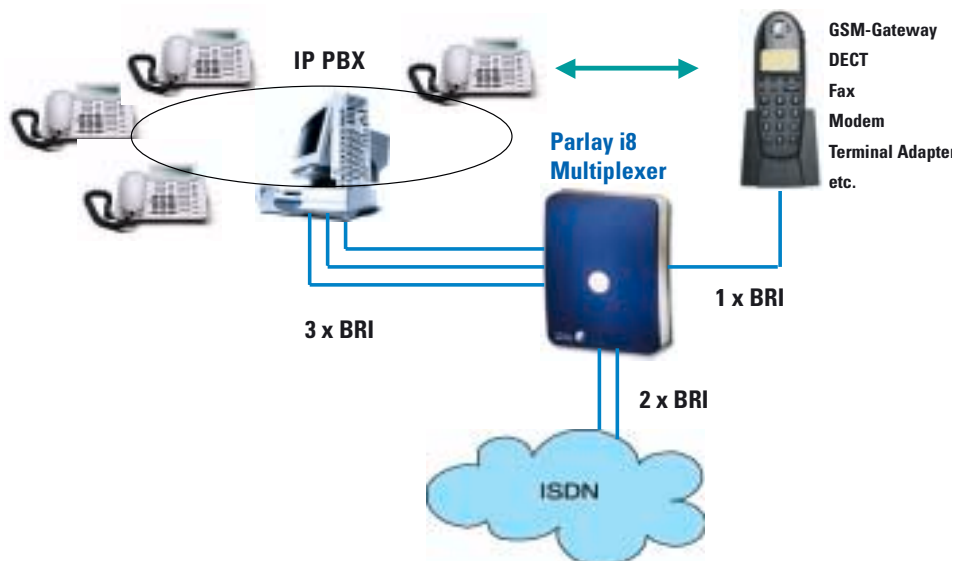 IP PBX
GSM-Gateway
DECT
Fax
Modem
Terminal Adapter
etc.
Parlay i8
Multiplexer
3 x BRI
1 x BRI
2 x BRI
ISDN